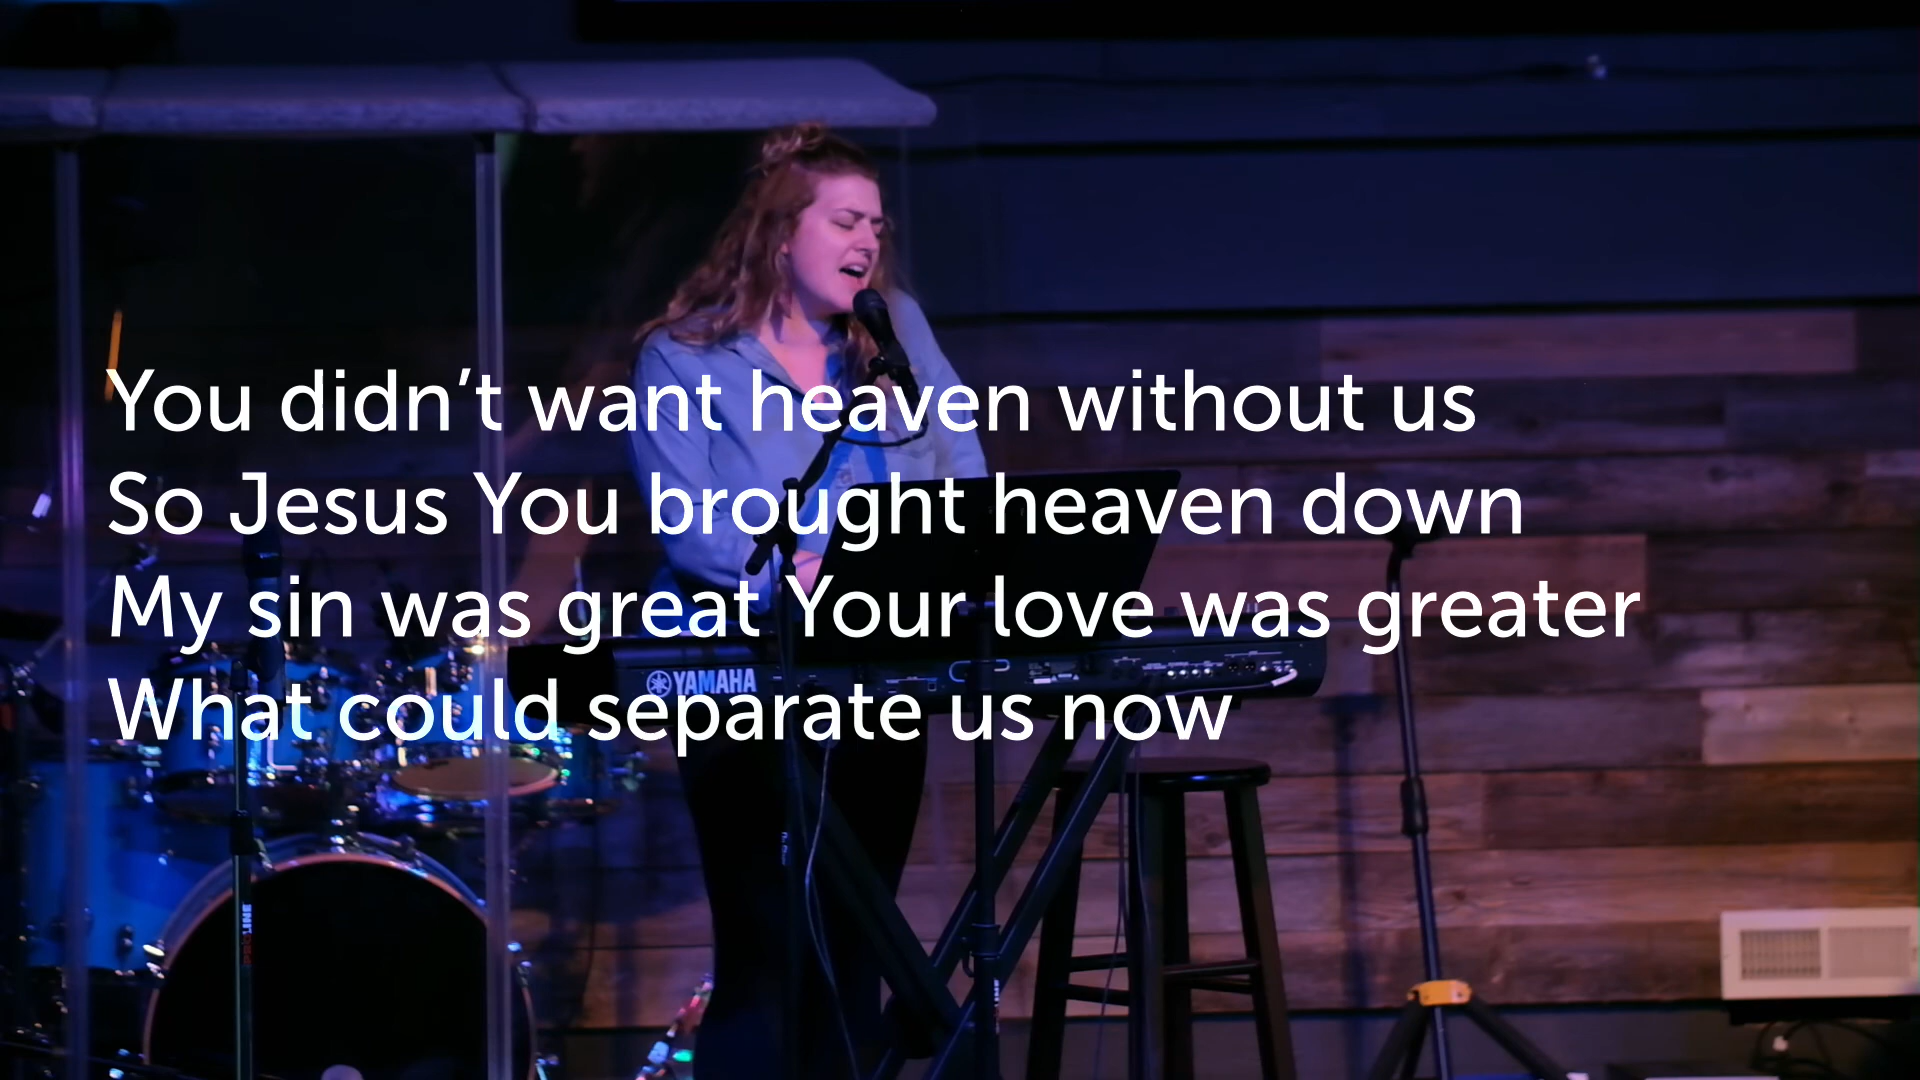 You didn’t want heaven without us
So Jesus You brought heaven down
My sin was great Your love was greater
YAMAHA
What could separate us now
PROLINE